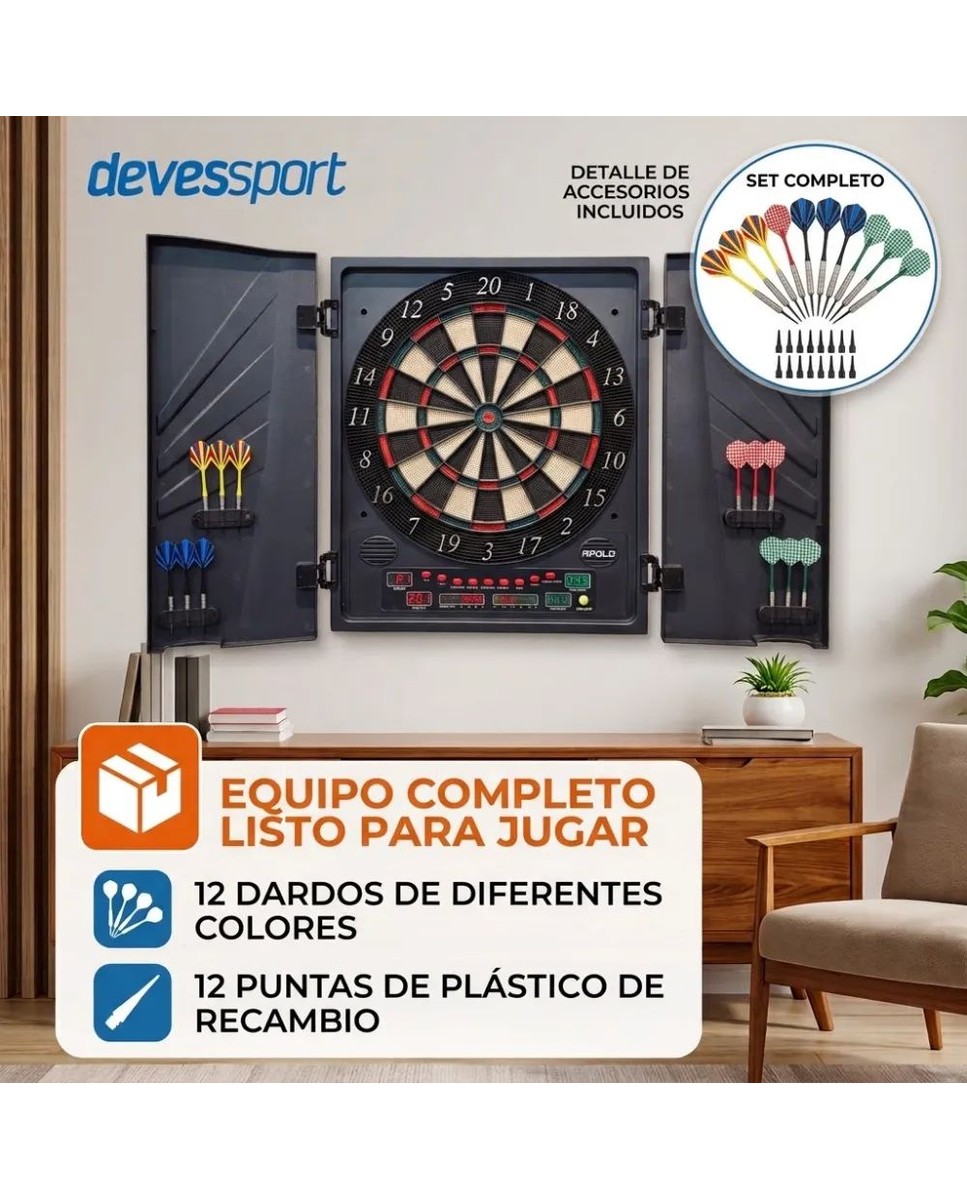 devessport
DETALLE DE
ACCESORIOS
INCLUIDOS
SET COMPLETO
20
5
1
12
18
9
4
14
13
11
6
8
10
16
15
7
2
19
17
3
APOLO
EQUIPO COMPLETO
LISTO PARA JUGAR
12 DARDOS DE DIFERENTES
COLORES
12 PUNTAS DE PLÁSTICO DE
RECAMBIO